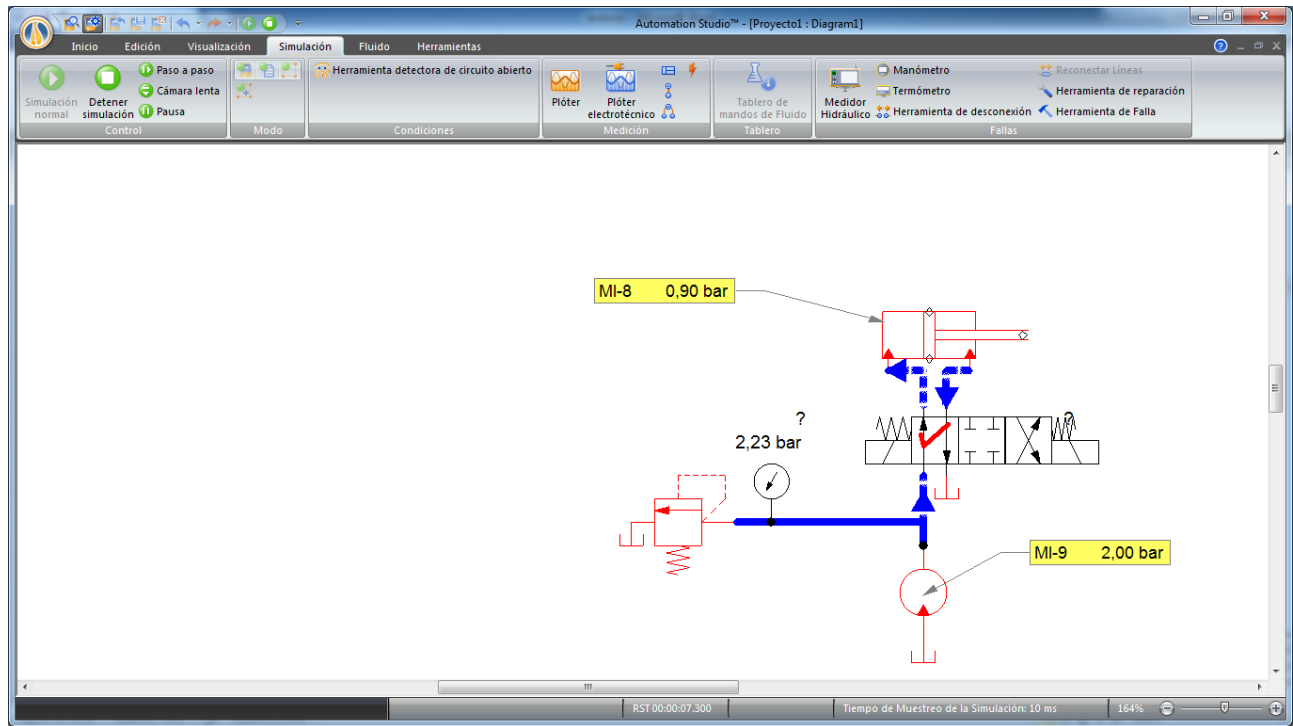 Automation Studio™ - [Proyecto1 : Diagram1]
Inicio Edición Visualización Simulación Fluido Herramientas
Simulación normal
Detener simulación
Paso a paso
Cámara lenta
Pausa
Control
Modo
Herramienta detectora de circuito abierto
Condiciones
Plóter
Plóter electrotécnico
Medición
Tablero de mandos de Fluido
Tablero
Medidor Hidráulico
Manómetro
Termómetro
Herramienta de desconexión
Reconectar Líneas
Herramienta de reparación
Herramienta de Falla
Fallas
MI-8 0,90 bar
?
?
2,23 bar
MI-9 2,00 bar
RST 00:00:07.300
Tiempo de Muestreo de la Simulación: 10 ms
164%